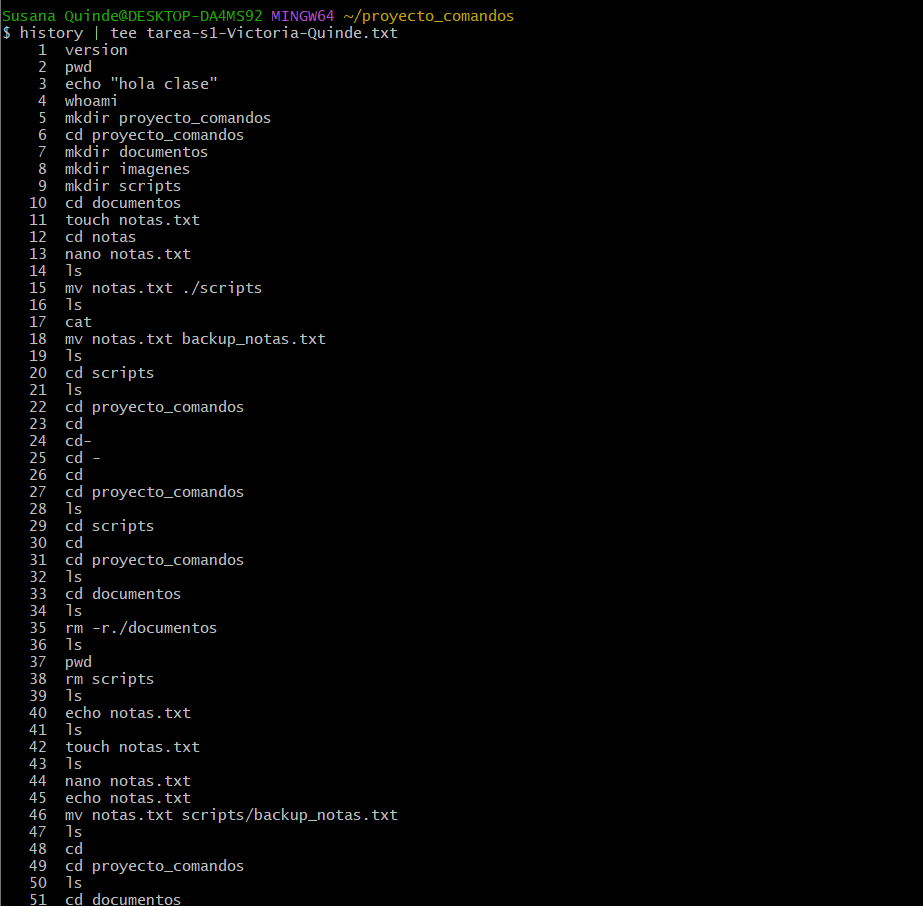 Susana Quinde@DESKTOP-DA4MS92 MINGW64 ~/proyecto_comandos
$ history | tee tarea-s1-Victoria-Quinde.txt
1 version
2 pwd
3 echo "hola clase"
4 whoami
5 mkdir proyecto_comandos
6 cd proyecto_comandos
7 mkdir documentos
8 mkdir imagenes
9 mkdir scripts
10 cd documentos
11 touch notas.txt
12 cd notas
13 nano notas.txt
14 ls
15 mv notas.txt ./scripts
16 ls
17 cat
18 mv notas.txt backup_notas.txt
19 ls
20 cd scripts
21 ls
22 cd proyecto_comandos
23 cd
24 cd-
25 cd -
26 cd
27 cd proyecto_comandos
28 ls
29 cd scripts
30 cd
31 cd proyecto_comandos
32 ls
33 cd documentos
34 ls
35 rm -r./documentos
36 ls
37 pwd
38 rm scripts
39 ls
40 echo notas.txt
41 ls
42 touch notas.txt
43 ls
44 nano notas.txt
45 echo notas.txt
46 mv notas.txt scripts/backup_notas.txt
47 ls
48 cd
49 cd proyecto_comandos
50 ls
51 cd documentos